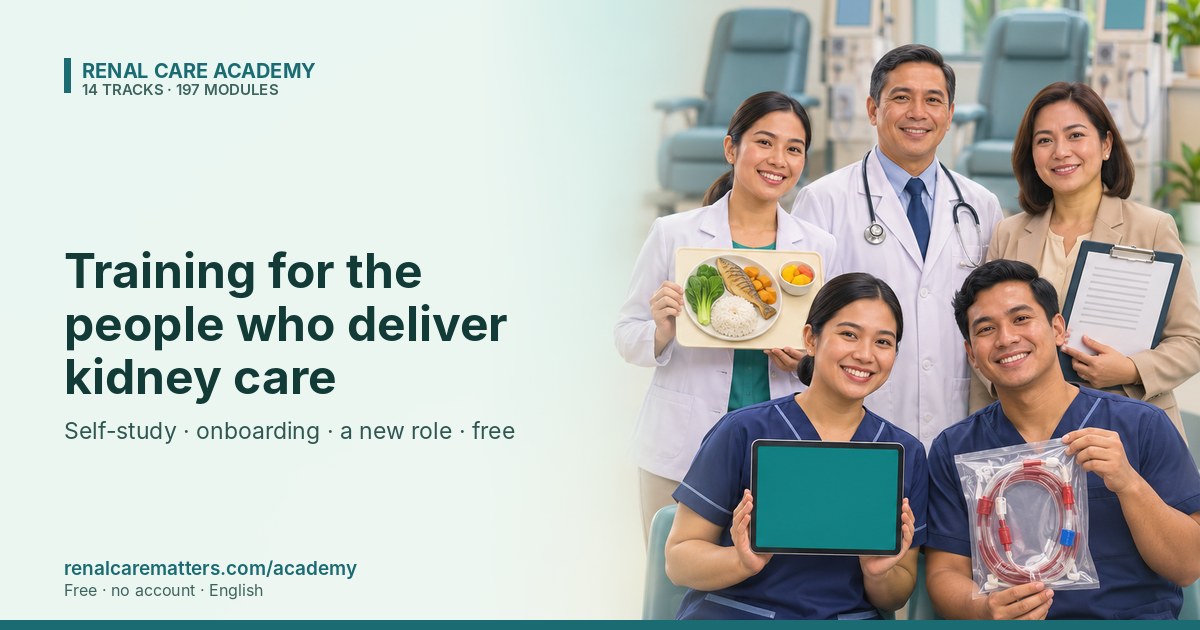 RENAL CARE ACADEMY
14 TRACKS · 197 MODULES
Training for the
people who deliver
kidney care
Self-study · onboarding · a new role · free
renalcarematters.com/academy
Free · no account · English